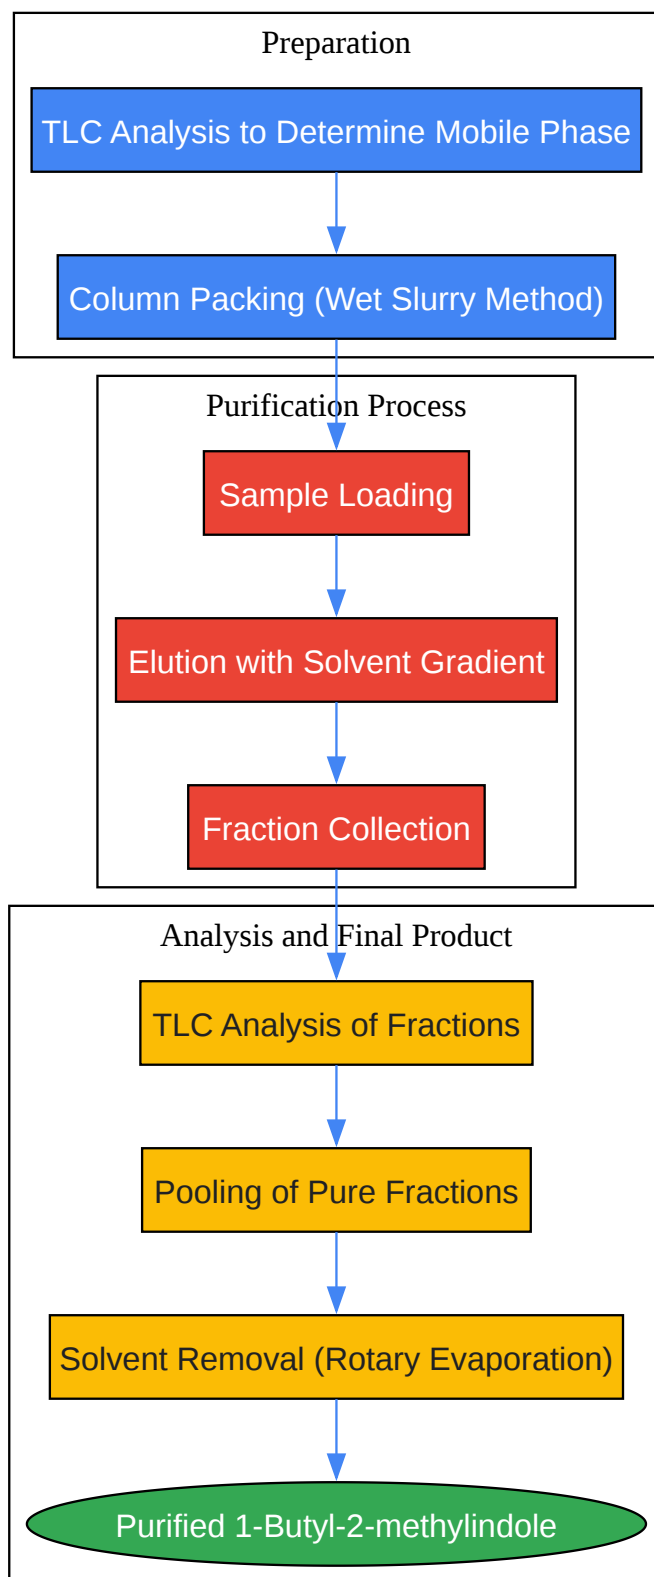 Preparation
TLC Analysis to Determine Mobile Phase
Column Packing (Wet Slurry Method)
Purification Process
Sample Loading
Elution with Solvent Gradient
Fraction Collection
Analysis and Final Product
TLC Analysis of Fractions
Pooling of Pure Fractions
Solvent Removal (Rotary Evaporation)
Purified 1-Butyl-2-methylindole